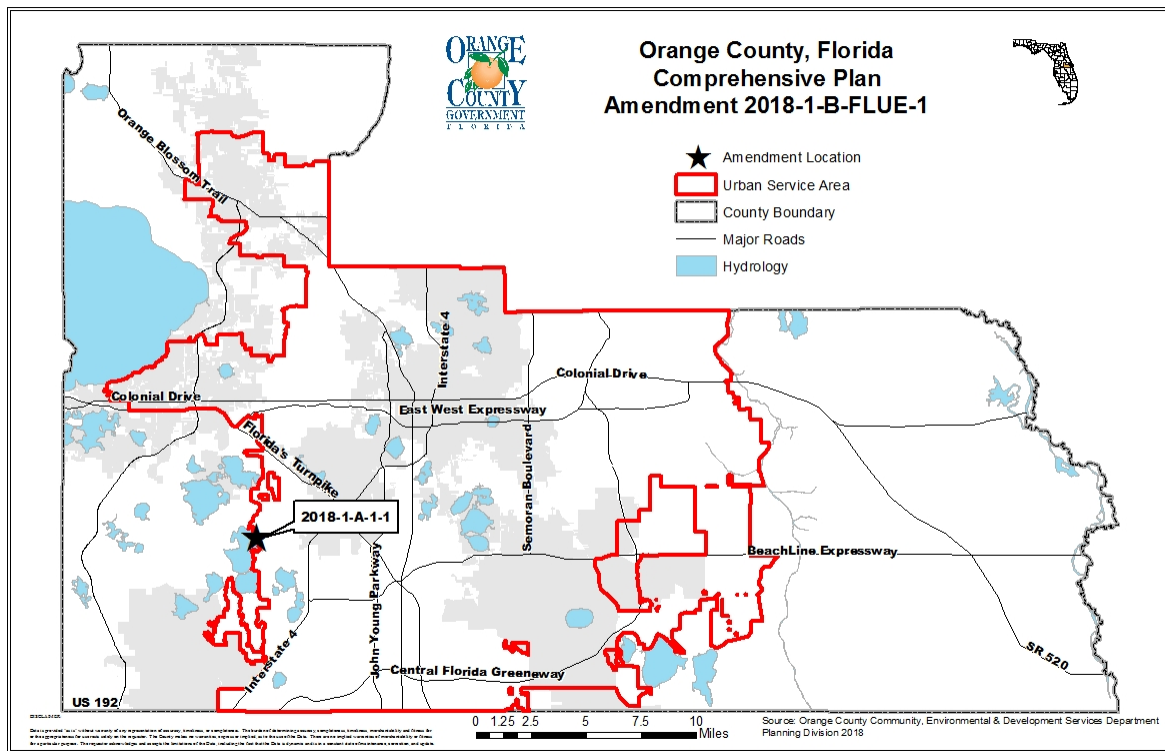 ORANGE
COUNTY
GOVERNMENT
FLORIDA
Orange County, Florida
Comprehensive Plan
Amendment 2018-1-B-FLUE-1
Amendment Location
Urban Service Area
County Boundary
Major Roads
Hydrology
Orange Blossom Trail
Interstate 4
Colonial Drive
Colonial Drive
East West Expressway
Florida's Turnpike
Semoran Boulevard
2018-1-A-1-1
BeachLine Expressway
John Young Parkway
Interstate 4
Central Florida Greeneway
SR 520
US 192
0 1.25 2.5 5 7.5 10
Miles
Source: Orange County Community, Environmental & Development Services Department
Planning Division 2018
DISCLAIMER: